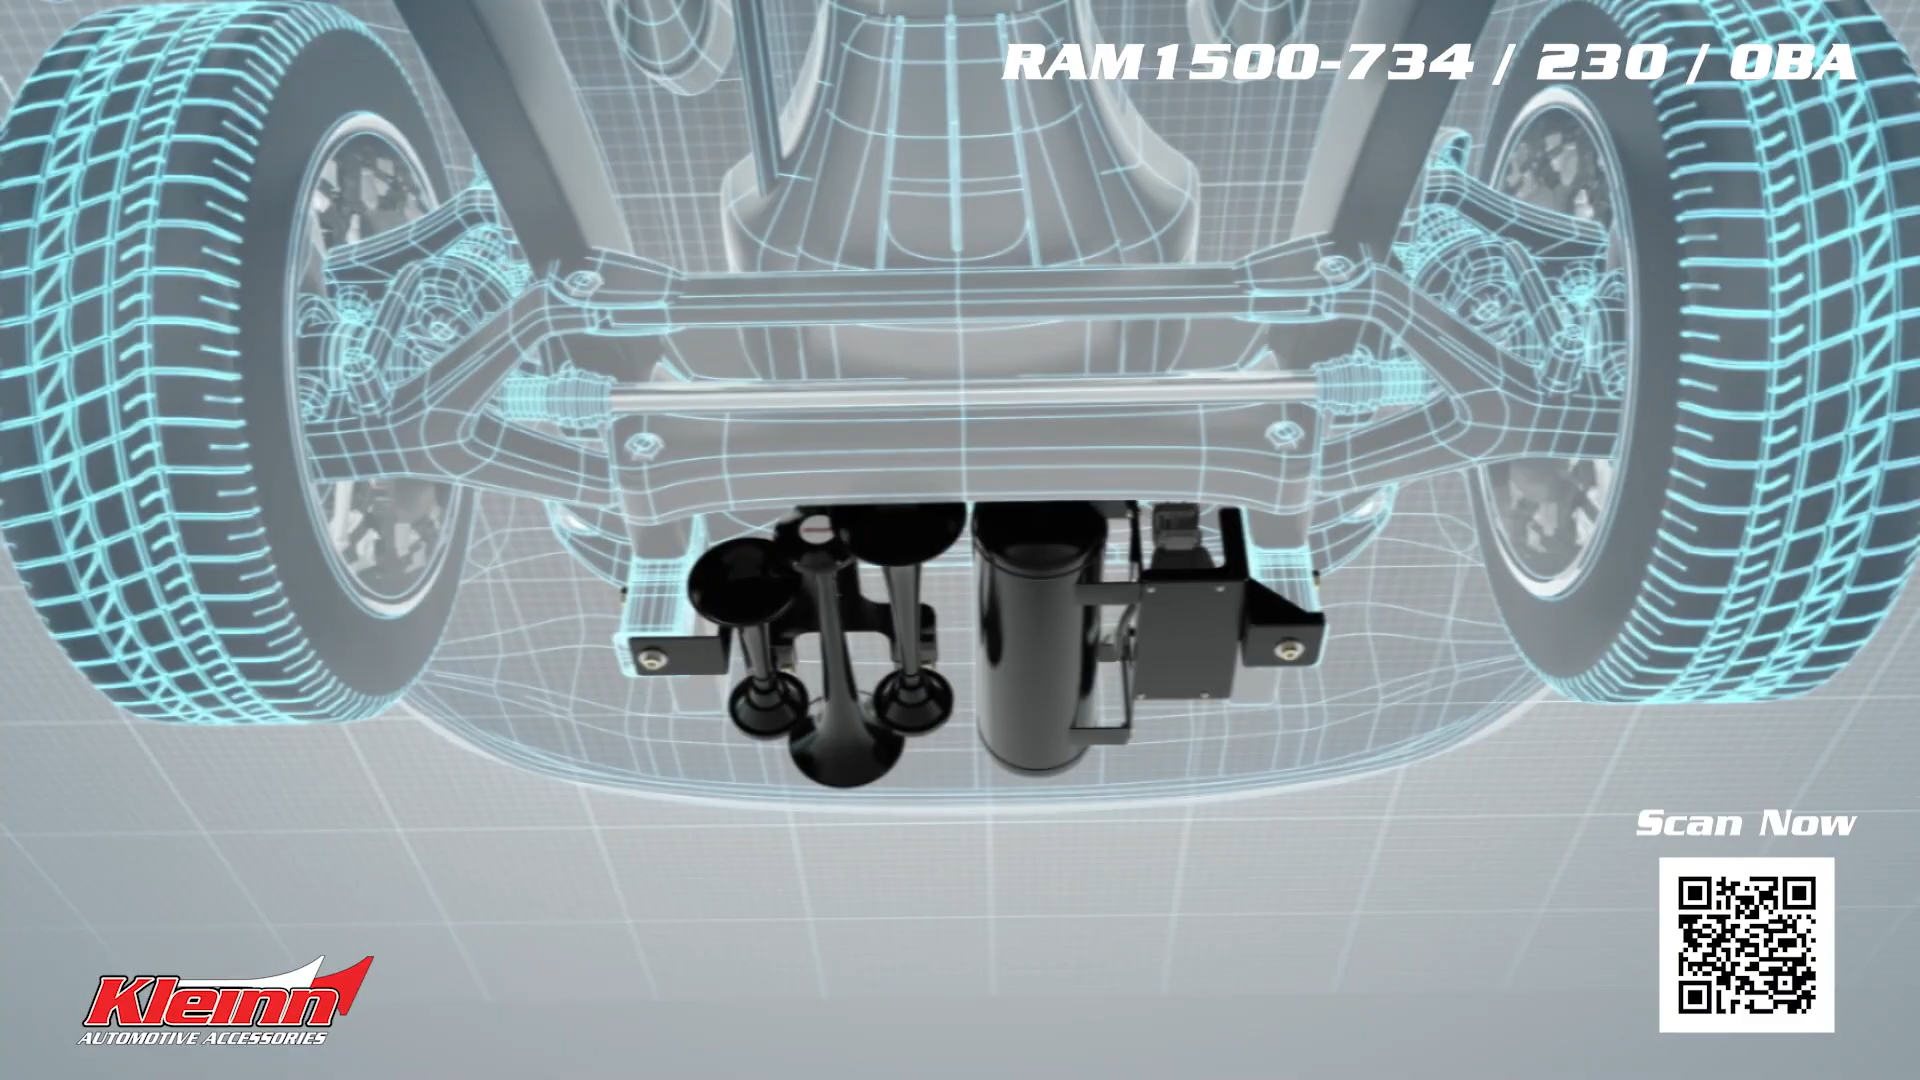 RAM1500-734 / 230 / OBA
Scan Now
Kleinn
AUTOMOTIVE ACCESSORIES